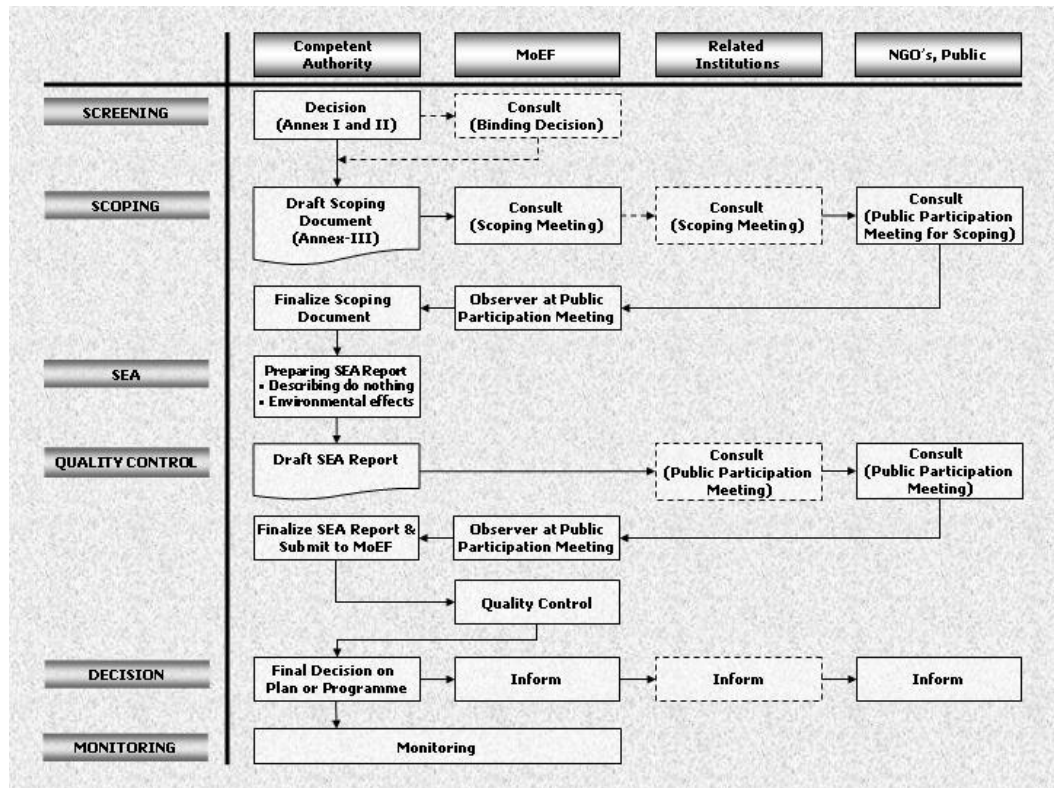 Competent
Authority
MoEF
Related
Institutions
NGO's, Public
SCREENING
Decision
(Annex I and II)
Consult
(Binding Decision)
SCOPING
Draft Scoping
Document
(Annex-III)
Consult
(Scoping Meeting)
Consult
(Scoping Meeting)
Consult
(Public Participation
Meeting for Scoping)
Finalize Scoping
Document
Observer at Public
Participation Meeting
SEA
Preparing SEA Report
▪ Describing do nothing
▪ Environmental effects
QUALITY CONTROL
Draft SEA Report
Consult
(Public Participation
Meeting)
Consult
(Public Participation
Meeting)
Finalize SEA Report &
Submit to MoEF
Observer at Public
Participation Meeting
Quality Control
DECISION
Final Decision on
Plan or Programme
Inform
Inform
Inform
MONITORING
Monitoring